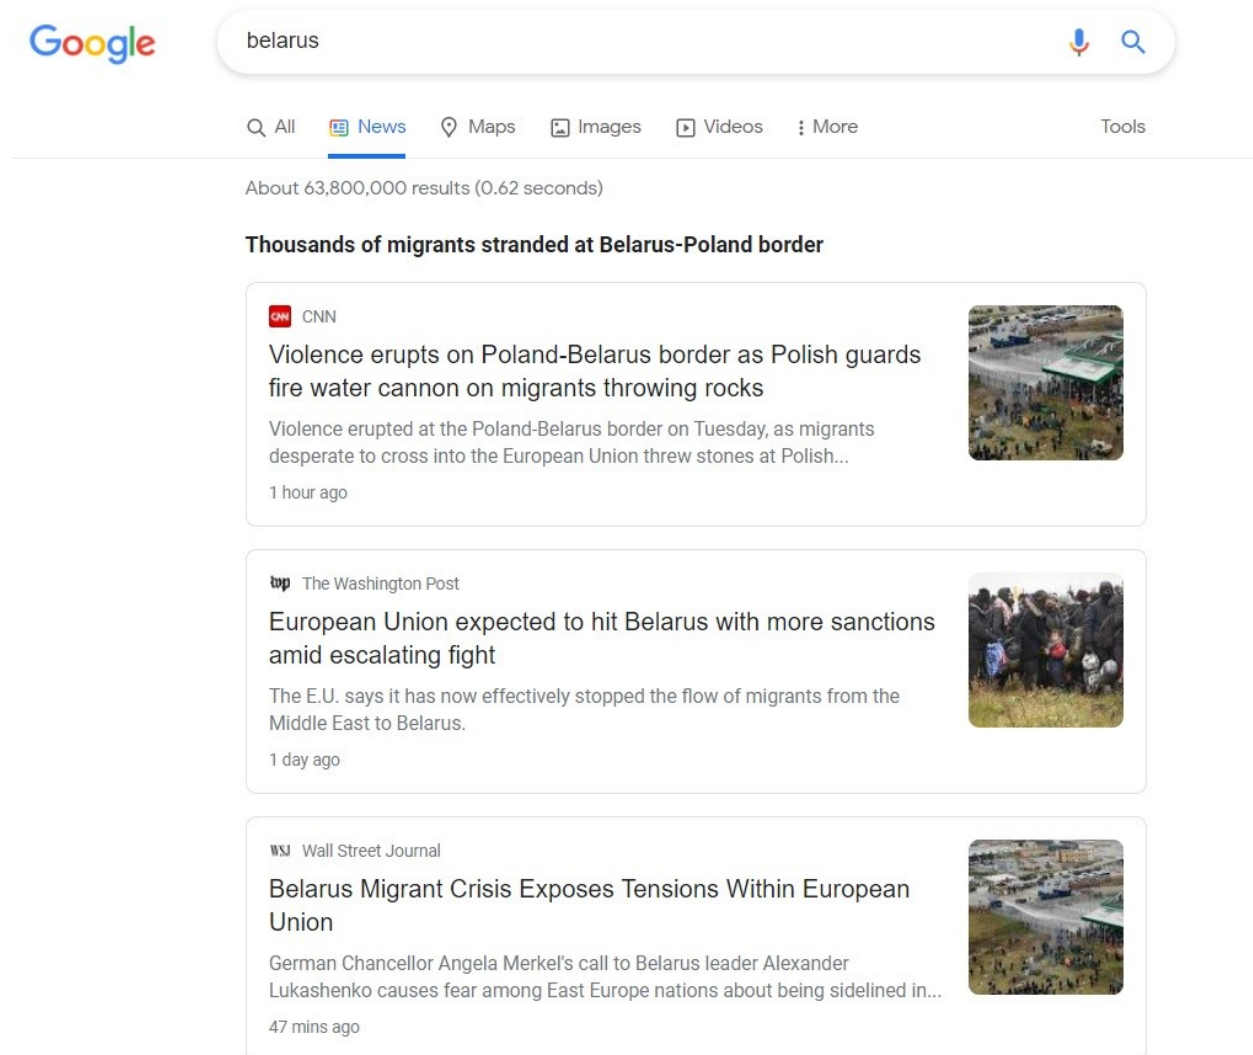 Google
belarus
All News Maps Images Videos More Tools
About 63,800,000 results (0.62 seconds)
Thousands of migrants stranded at Belarus-Poland border
CNN CNN
Violence erupts on Poland-Belarus border as Polish guards
fire water cannon on migrants throwing rocks
Violence erupted at the Poland-Belarus border on Tuesday, as migrants
desperate to cross into the European Union threw stones at Polish...
1 hour ago
wp The Washington Post
European Union expected to hit Belarus with more sanctions
amid escalating fight
The E.U. says it has now effectively stopped the flow of migrants from the
Middle East to Belarus.
1 day ago
WSJ Wall Street Journal
Belarus Migrant Crisis Exposes Tensions Within European
Union
German Chancellor Angela Merkel's call to Belarus leader Alexander
Lukashenko causes fear among East Europe nations about being sidelined in...
47 mins ago